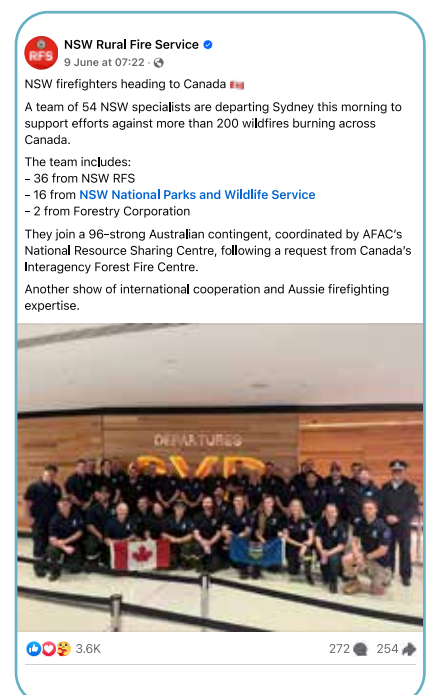 RFS
NSW Rural Fire Service
9 June at 07:22 ·
NSW firefighters heading to Canada 🇨🇦
A team of 54 NSW specialists are departing Sydney this morning to
support efforts against more than 200 wildfires burning across
Canada.
The team includes:
– 36 from NSW RFS
– 16 from NSW National Parks and Wildlife Service
– 2 from Forestry Corporation
They join a 96–strong Australian contingent, coordinated by AFAC's
National Resource Sharing Centre, following a request from Canada's
Interagency Forest Fire Centre.
Another show of international cooperation and Aussie firefighting
expertise.
DEPARTURES
SYD
3.6K
272 254